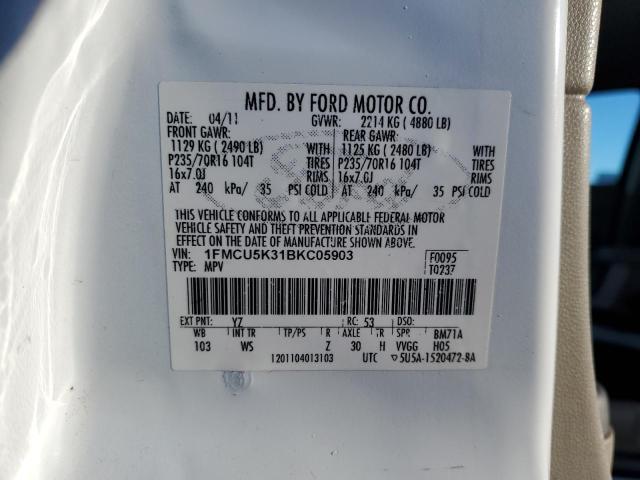 MFD. BY FORD MOTOR CO.
DATE: 04/11 GVWR: 2214 KG ( 4880 LB)
FRONT GAWR: REAR GAWR:
1129 KG ( 2490 LB) WITH 1125 KG ( 2480 LB) WITH
P235/70R16 104T TIRES P235/70R16 104T TIRES
16x7.0J RIMS 16x7.0J RIMS
AT 240 kPa/ 35 PSI COLD AT 240 kPa/ 35 PSI COLD
THIS VEHICLE CONFORMS TO ALL APPLICABLE FEDERAL MOTOR
VEHICLE SAFETY AND THEFT PREVENTION STANDARDS IN
EFFECT ON THE DATE OF MANUFACTURE SHOWN ABOVE.
VIN: 1FMCU5K31BKC05903 F0095
TYPE: MPV T0237
EXT PNT: YZ RC: 53 DSO:
WB INT TR TP/PS R AXLE TR SPR BM71A
103 WS Z 30 H VVGG H05
1201104013103 UTC ▽5U5A-1520472-BA